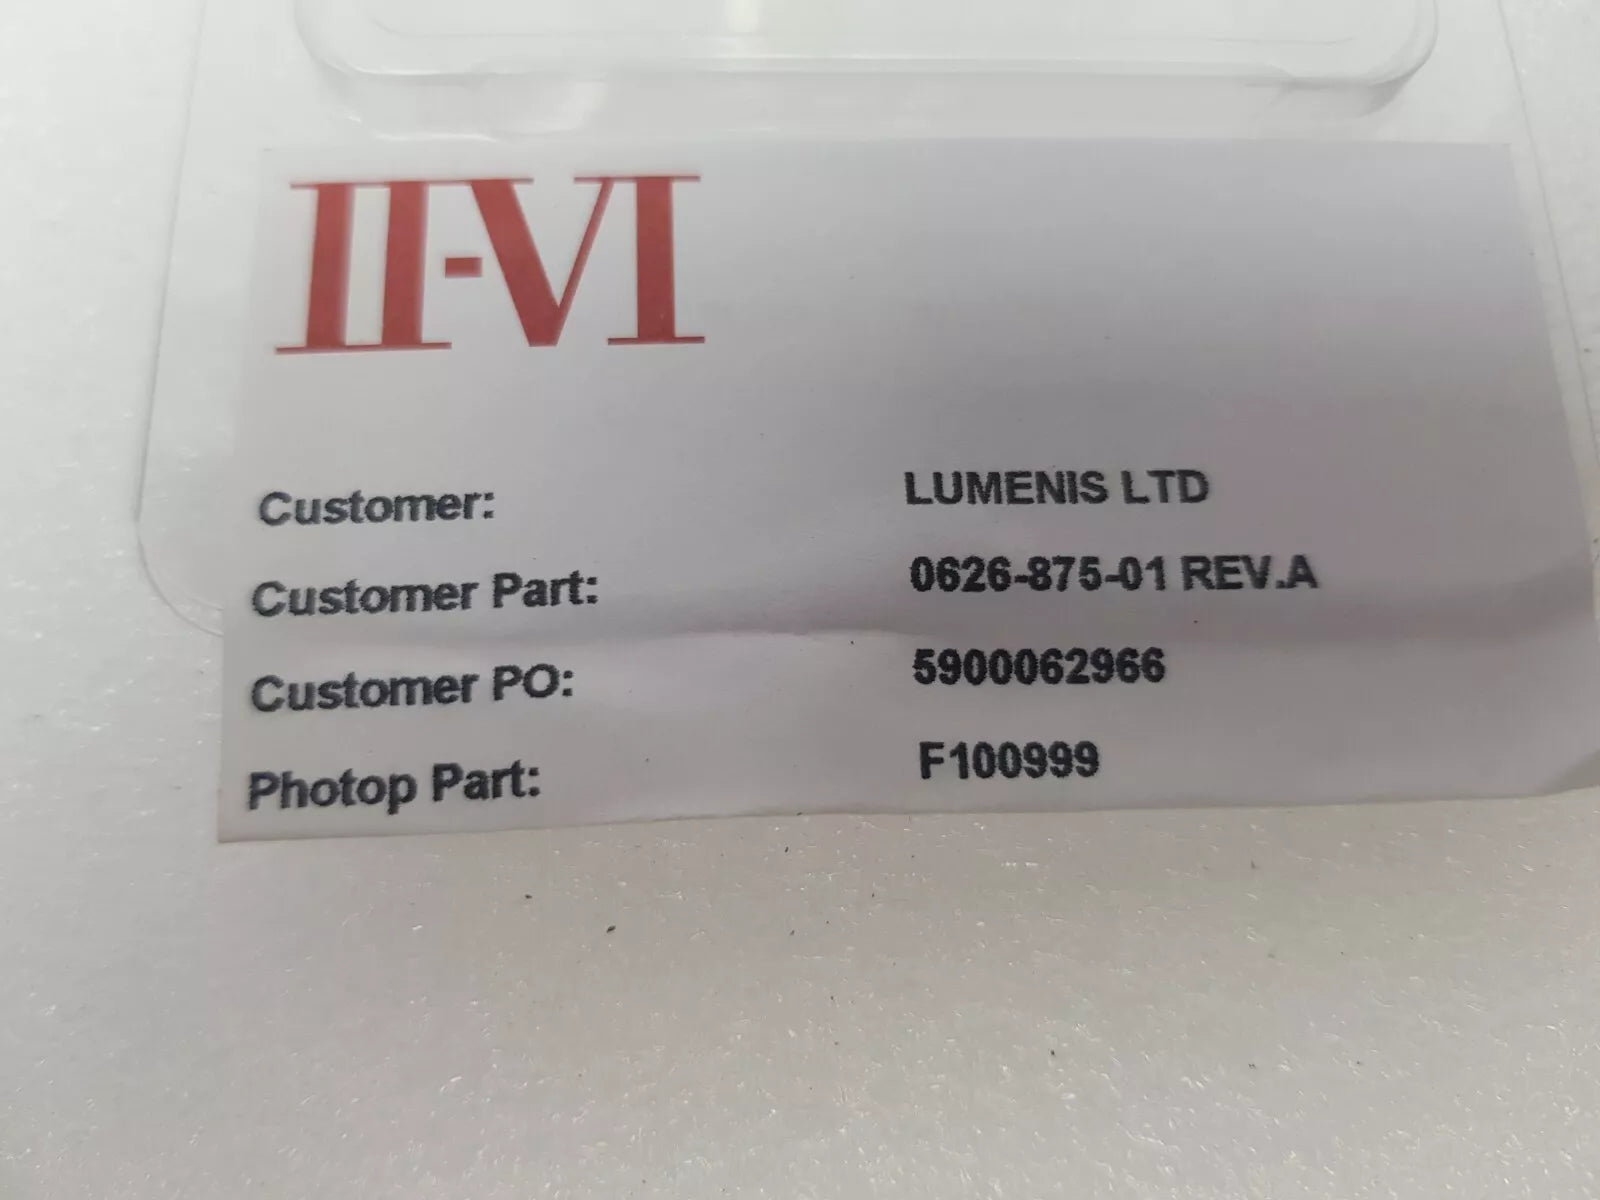 II-VI
Customer: LUMENIS LTD
Customer Part: 0626-875-01 REV.A
Customer PO: 5900062966
Photop Part: F100999